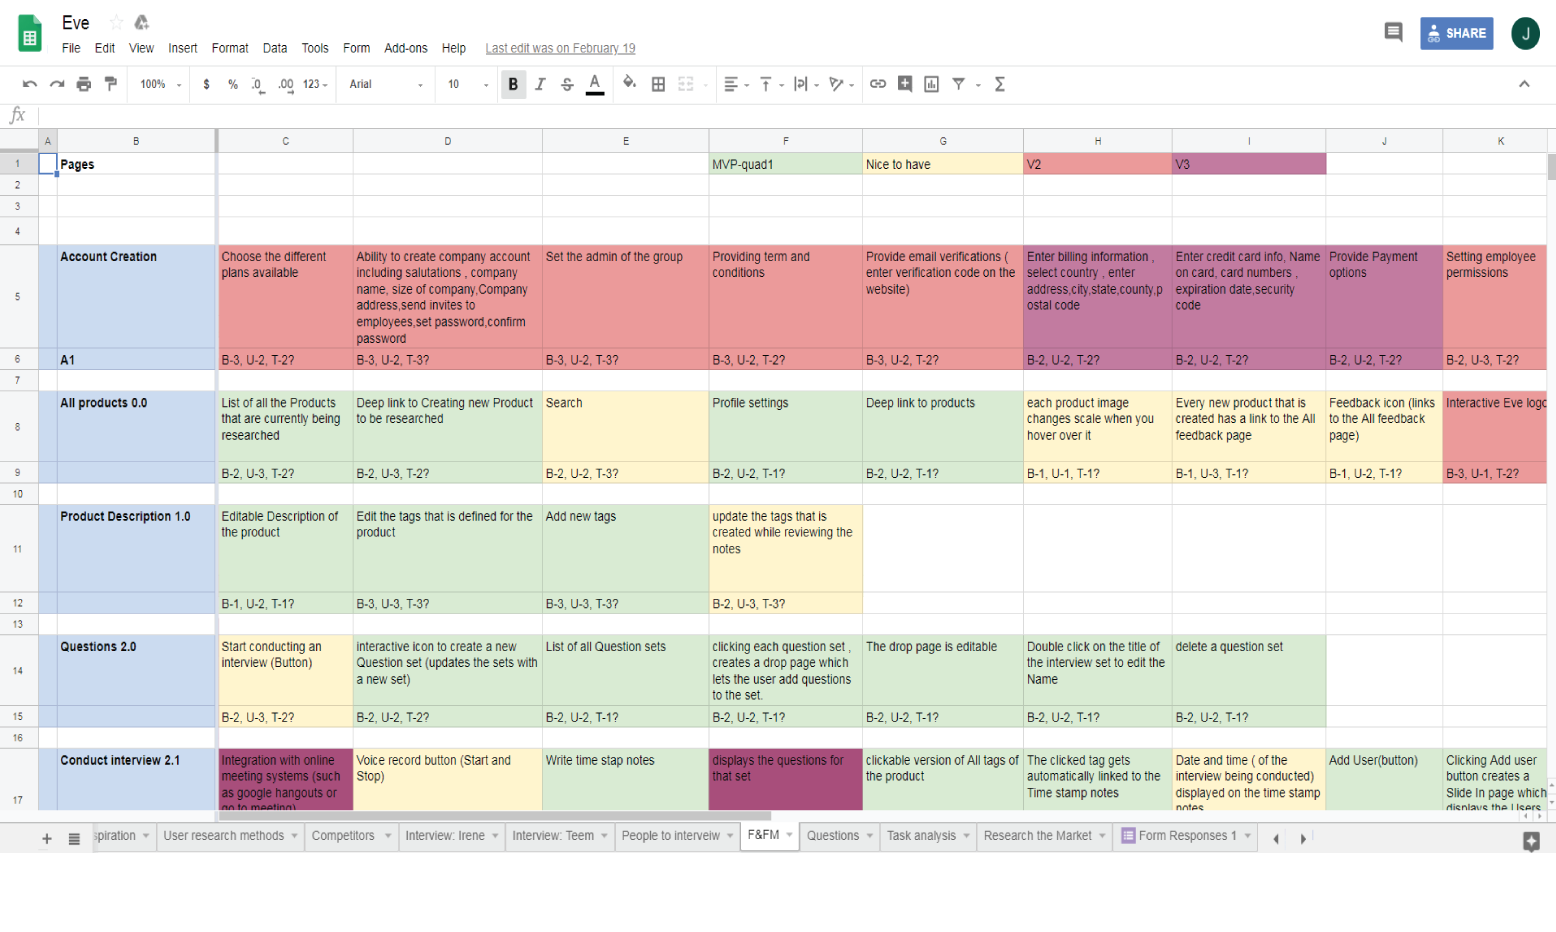 Eve
File Edit View Insert Format Data Tools Form Add-ons Help Last edit was on February 19
SHARE
J
100% $ % .0 .00 123 Arial 10 B I S A
fx
A B C D E F G H I J K
1 Pages MVP-quad1 Nice to have V2 V3
2
3
4
5
Account Creation
Choose the different
plans available
Ability to create company account
including salutations , company
name, size of company,Company
address,send invites to
employees,set password,confirm
password
Set the admin of the group
Providing term and
conditions
Provide email verifications (
enter verification code on the
website)
Enter billing information ,
select country , enter
address,city,state,county,p
ostal code
Enter credit card info, Name
on card, card numbers ,
expiration date,security
code
Provide Payment
options
Setting employee
permissions
6 A1 B-3, U-2, T-2? B-3, U-2, T-3? B-3, U-2, T-3? B-3, U-2, T-2? B-3, U-2, T-2? B-2, U-2, T-2? B-2, U-2, T-2? B-2, U-2, T-2? B-2, U-3, T-2?
7
8
All products 0.0
List of all the Products
that are currently being
researched
Deep link to Creating new Product
to be researched
Search
Profile settings
Deep link to products
each product image
changes scale when you
hover over it
Every new product that is
created has a link to the All
feedback page
Feedback icon (links
to the All feedback
page)
Interactive Eve logo
9 B-2, U-3, T-2? B-2, U-3, T-2? B-2, U-2, T-3? B-2, U-2, T-1? B-2, U-2, T-1? B-1, U-1, T-1? B-1, U-3, T-1? B-1, U-2, T-1? B-3, U-1, T-2?
10
11
Product Description 1.0
Editable Description of
the product
Edit the tags that is defined for the
product
Add new tags
update the tags that is
created while reviewing the
notes
12 B-1, U-2, T-1? B-3, U-3, T-3? B-3, U-3, T-3? B-2, U-3, T-3?
13
14
Questions 2.0
Start conducting an
interview (Button)
interactive icon to create a new
Question set (updates the sets with
a new set)
List of all Question sets
clicking each question set ,
creates a drop page which
lets the user add questions
to the set.
The drop page is editable
Double click on the title of
the interview set to edit the
Name
delete a question set
15 B-2, U-3, T-2? B-2, U-2, T-2? B-2, U-2, T-1? B-2, U-2, T-1? B-2, U-2, T-1? B-2, U-2, T-1? B-2, U-2, T-1?
16
17
Conduct interview 2.1
Integration with online
meeting systems (such
as google hangouts or
go to meeting)
Voice record button (Start and
Stop)
Write time stap notes
displays the questions for
that set
clickable version of All tags of
the product
The clicked tag gets
automatically linked to the
Time stamp notes
Date and time ( of the
interview being conducted)
displayed on the time stamp
notes
Add User(button)
Clicking Add user
button creates a
Slide In page which
displays the Users
spiration User research methods Competitors Interview: Irene Interview: Teem People to interveiw F&FM Questions Task analysis Research the Market Form Responses 1